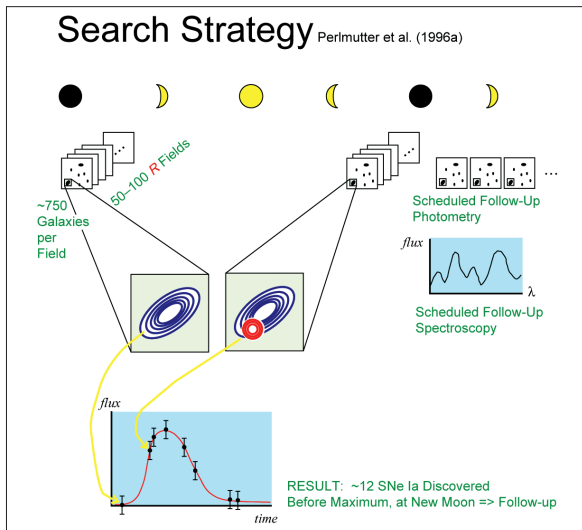 Search Strategy Perlmutter et al. (1996a)
50–100 R Fields
~750
Galaxies
per
Field
...
Scheduled Follow-Up
Photometry
flux
λ
Scheduled Follow-Up
Spectroscopy
flux
time
RESULT: ~12 SNe Ia Discovered
Before Maximum, at New Moon => Follow-up